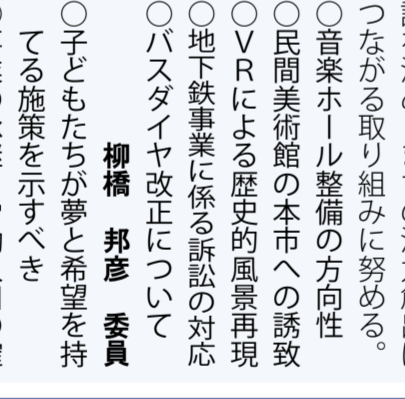 つながる取り組みに努める。
○音楽ホール整備の方向性
○民間美術館の本市への誘致
○VRによる歴史的風景再現
○地下鉄事業に係る訴訟の対応
○バスダイヤ改正について
柳橋 邦彦 委員
○子どもたちが夢と希望を持
てる施策を示すべき